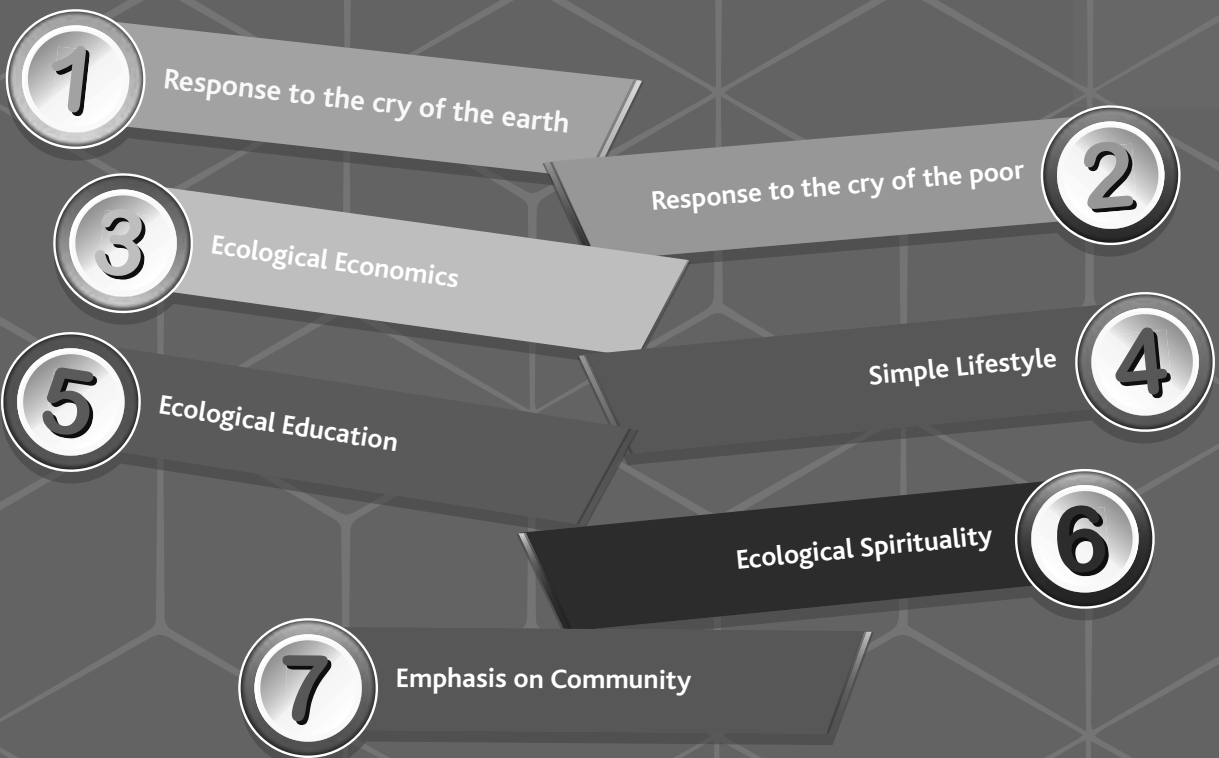 1
Response to the cry of the earth
2
Response to the cry of the poor
3
Ecological Economics
4
Simple Lifestyle
5
Ecological Education
6
Ecological Spirituality
7
Emphasis on Community